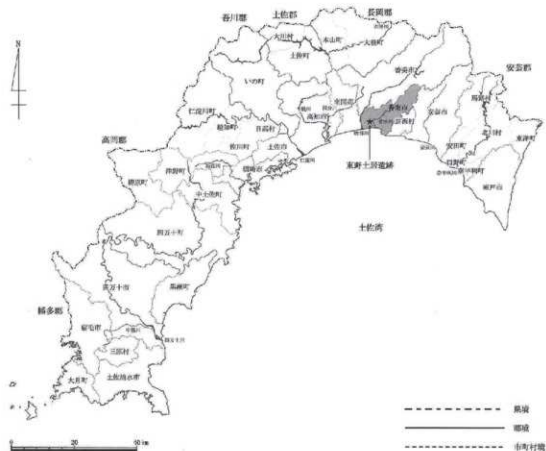 N
吾川郡
土佐郡
長岡郡
安芸郡
高岡郡
幡多郡
大川村
土佐町
本山町
大豊町
いの町
仁淀川町
越知町
日高村
佐川町
土佐市
須崎市
高知市
南国市
香美市
香南市
芸西村
安芸市
馬路村
北川村
東洋町
安田町
田野町
奈半利町
室戸市
津野町
梼原町
中土佐町
四万十町
四万十市
黒潮町
宿毛市
三原村
大月町
土佐清水市
東野土居遺跡
土佐湾
県境
郡境
市町村境
0
20
50 km